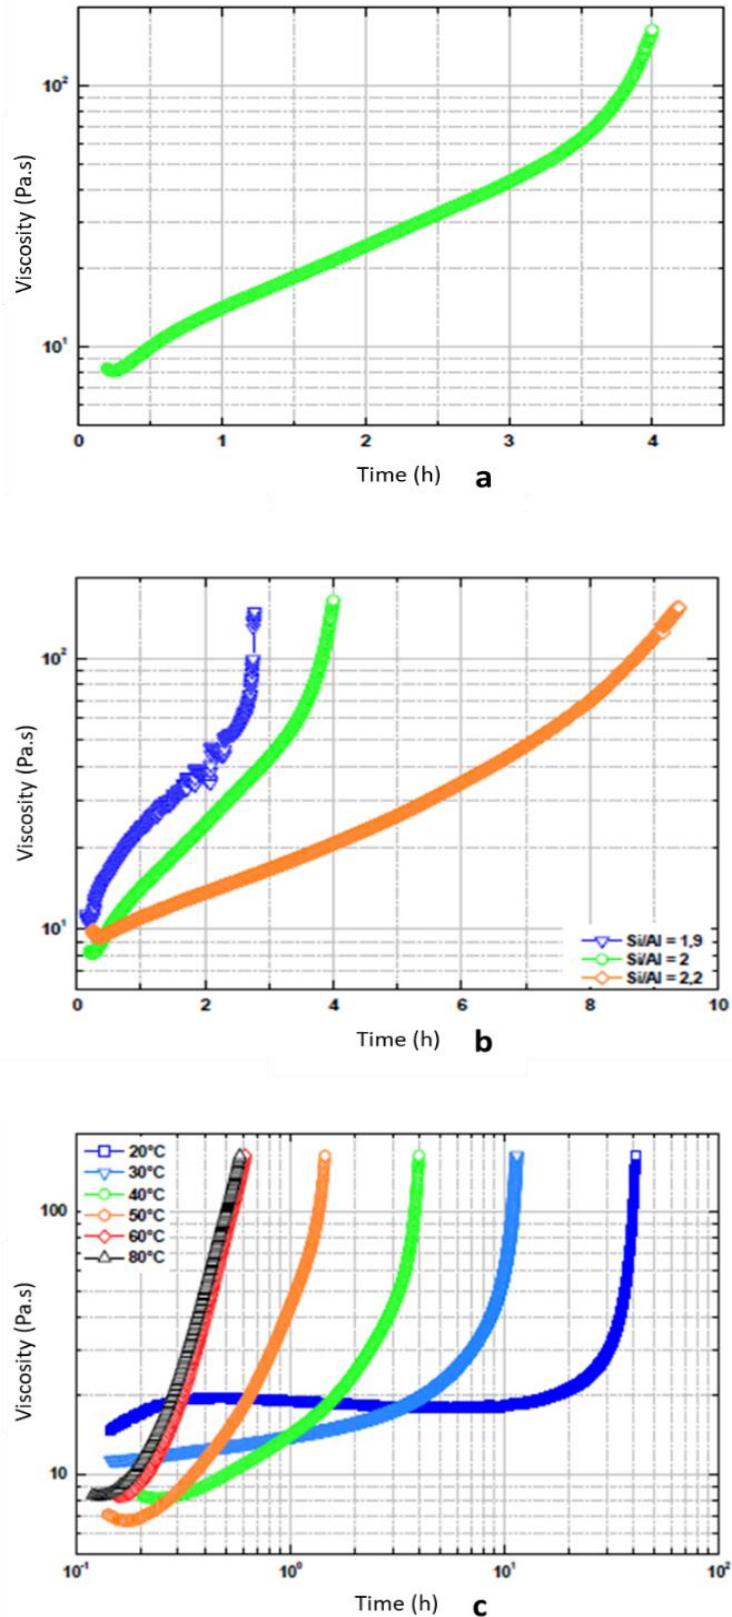 10²
10¹
Viscosity (Pa.s)
0 1 2 3 4
Time (h) a
10²
10¹
Viscosity (Pa.s)
Si/Al = 1,9
Si/Al = 2
Si/Al = 2,2
0 2 4 6 8 10
Time (h) b
20°C
30°C
40°C
50°C
60°C
80°C
100
10
Viscosity (Pa.s)
10⁻¹ 10⁰ 10¹ 10²
Time (h) c